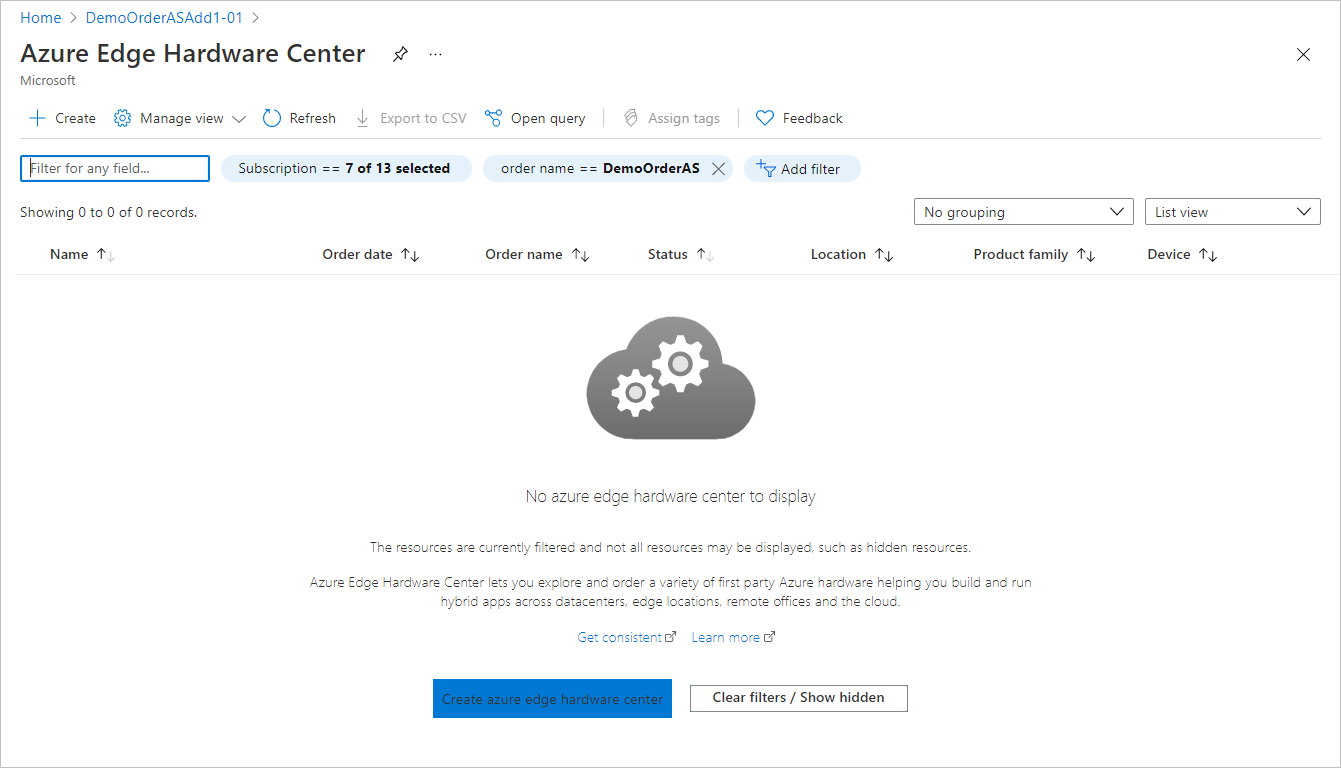 Home > DemoOrderASAdd1-01 >
Azure Edge Hardware Center ...
Microsoft
Create Manage view Refresh Export to CSV Open query Assign tags Feedback
Filter for any field... Subscription == 7 of 13 selected order name == DemoOrderAS Add filter
Showing 0 to 0 of 0 records. No grouping List view
Name Order date Order name Status Location Product family Device
No azure edge hardware center to display
The resources are currently filtered and not all resources may be displayed, such as hidden resources.
Azure Edge Hardware Center lets you explore and order a variety of first party Azure hardware helping you build and run
hybrid apps across datacenters, edge locations, remote offices and the cloud.
Get consistent Learn more
Create azure edge hardware center Clear filters / Show hidden